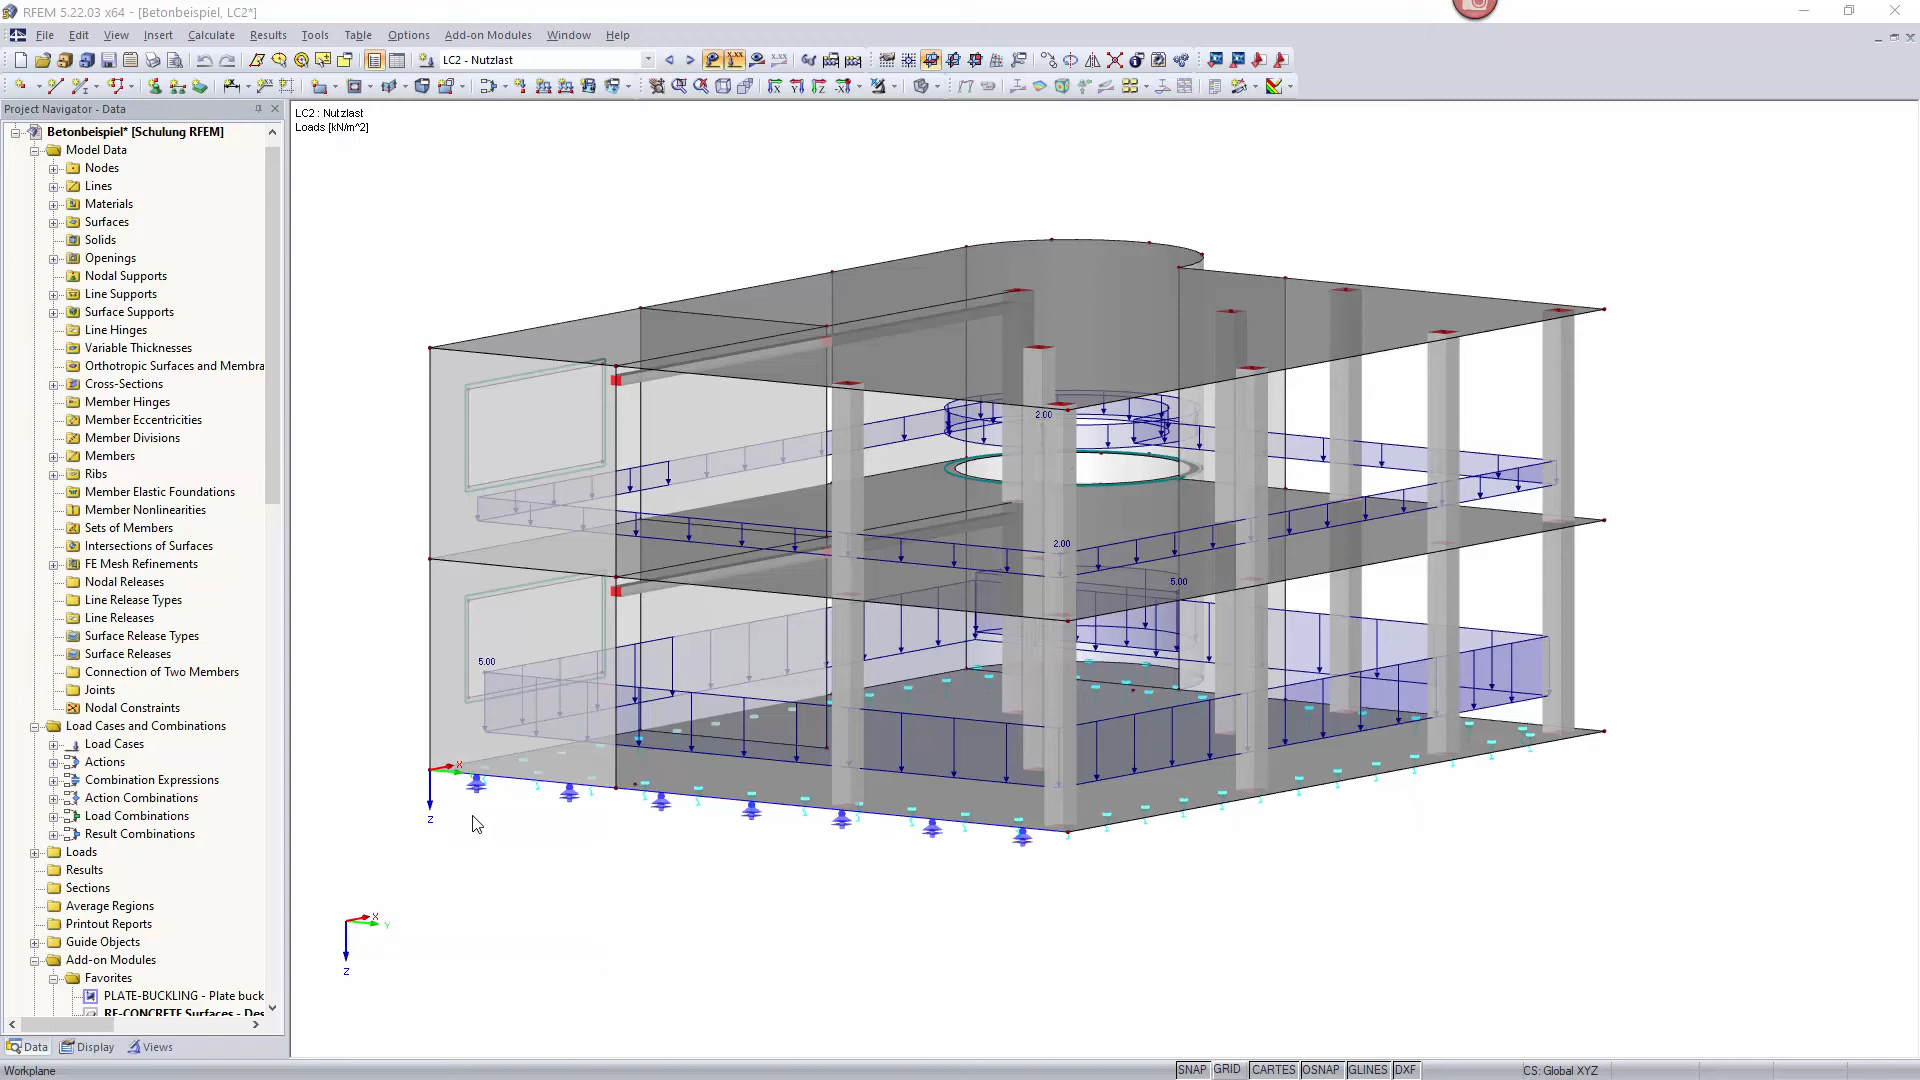 RFEM 5.22.03 x64 - [Betonbeispiel, LC2*]
File Edit View Insert Calculate Results Tools Table Options Add-on Modules Window Help
LC2 - Nutzlast
Project Navigator - Data
Betonbeispiel* [Schulung RFEM]
Model Data
Nodes
Lines
Materials
Surfaces
Solids
Openings
Nodal Supports
Line Supports
Surface Supports
Line Hinges
Variable Thicknesses
Orthotropic Surfaces and Membra
Cross-Sections
Member Hinges
Member Eccentricities
Member Divisions
Members
Ribs
Member Elastic Foundations
Member Nonlinearities
Sets of Members
Intersections of Surfaces
FE Mesh Refinements
Nodal Releases
Line Release Types
Line Releases
Surface Release Types
Surface Releases
Connection of Two Members
Joints
Nodal Constraints
Load Cases and Combinations
Load Cases
Actions
Combination Expressions
Action Combinations
Load Combinations
Result Combinations
Loads
Results
Sections
Average Regions
Printout Reports
Guide Objects
Add-on Modules
Favorites
PLATE-BUCKLING - Plate buck
RF-CONCRETE Surfaces - Des
Data Display Views
LC2 : Nutzlast
Loads [kN/m^2]
2.00
2.00
5.00
5.00
X
Z
X
Y
Z
Workplane
SNAP GRID CARTES OSNAP GLINES DXF
CS: Global XYZ